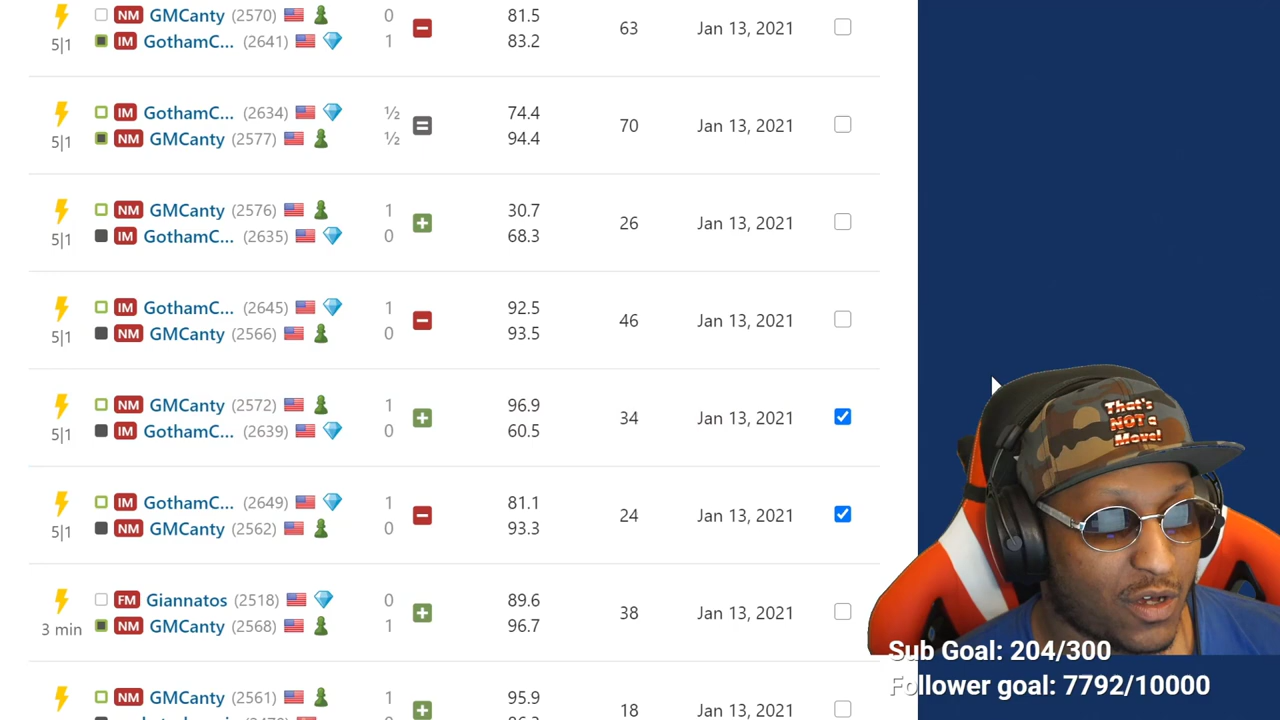 NM GMCanty (2570) 0 81.5
5|1 IM GothamC... (2641) 1 83.2 63 Jan 13, 2021
IM GothamC... (2634) ½ 74.4
5|1 NM GMCanty (2577) ½ 94.4 70 Jan 13, 2021
NM GMCanty (2576) 1 30.7
5|1 IM GothamC... (2635) 0 68.3 26 Jan 13, 2021
IM GothamC... (2645) 1 92.5
5|1 NM GMCanty (2566) 0 93.5 46 Jan 13, 2021
NM GMCanty (2572) 1 96.9
5|1 IM GothamC... (2639) 0 60.5 34 Jan 13, 2021
IM GothamC... (2649) 1 81.1
5|1 NM GMCanty (2562) 0 93.3 24 Jan 13, 2021
FM Giannatos (2518) 0 89.6
3 min NM GMCanty (2568) 1 96.7 38 Jan 13, 2021
NM GMCanty (2561) 1 95.9 18 Jan 13, 2021
That's
NOT a
Move!
Sub Goal: 204/300
Follower goal: 7792/10000